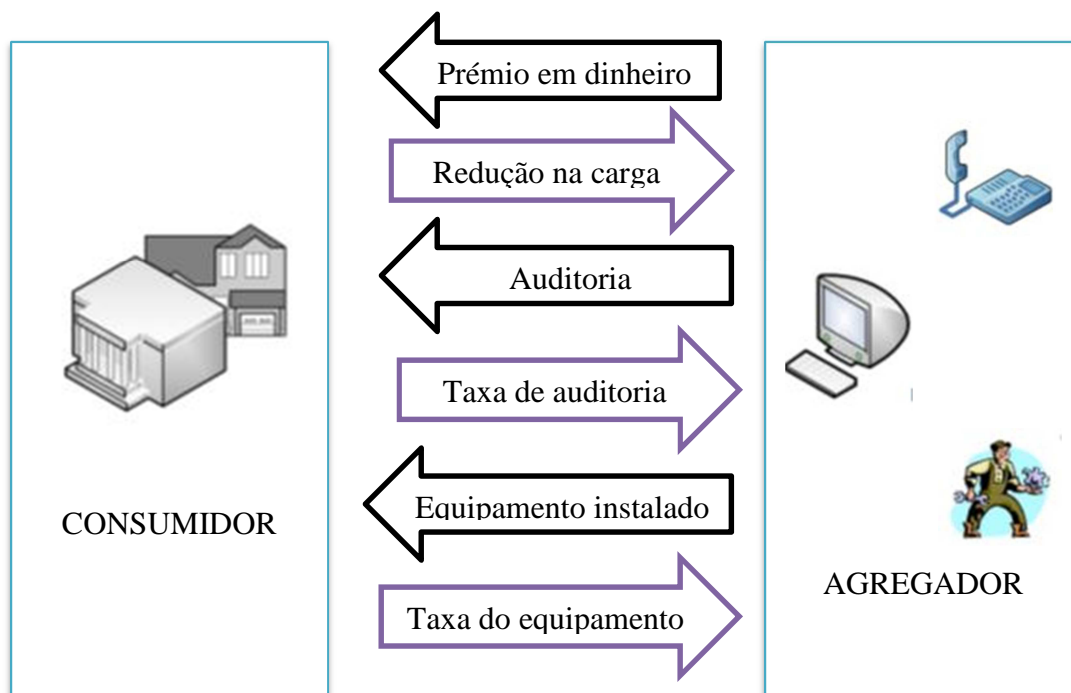 Prémio em dinheiro
Redução na carga
Auditoria
Taxa de auditoria
Equipamento instalado
CONSUMIDOR
AGREGADOR
Taxa do equipamento